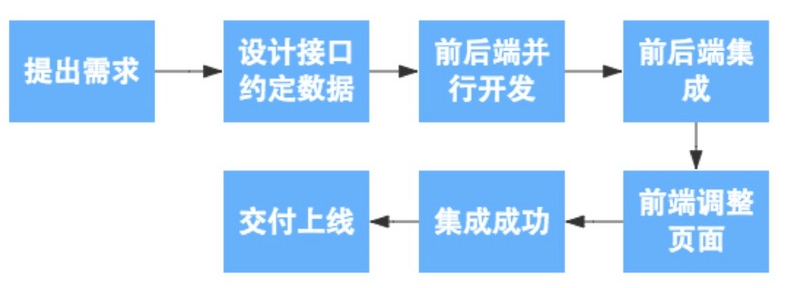 提出需求
设计接口
约定数据
前后端并
行开发
前后端集
成
前端调整
页面
集成成功
交付上线